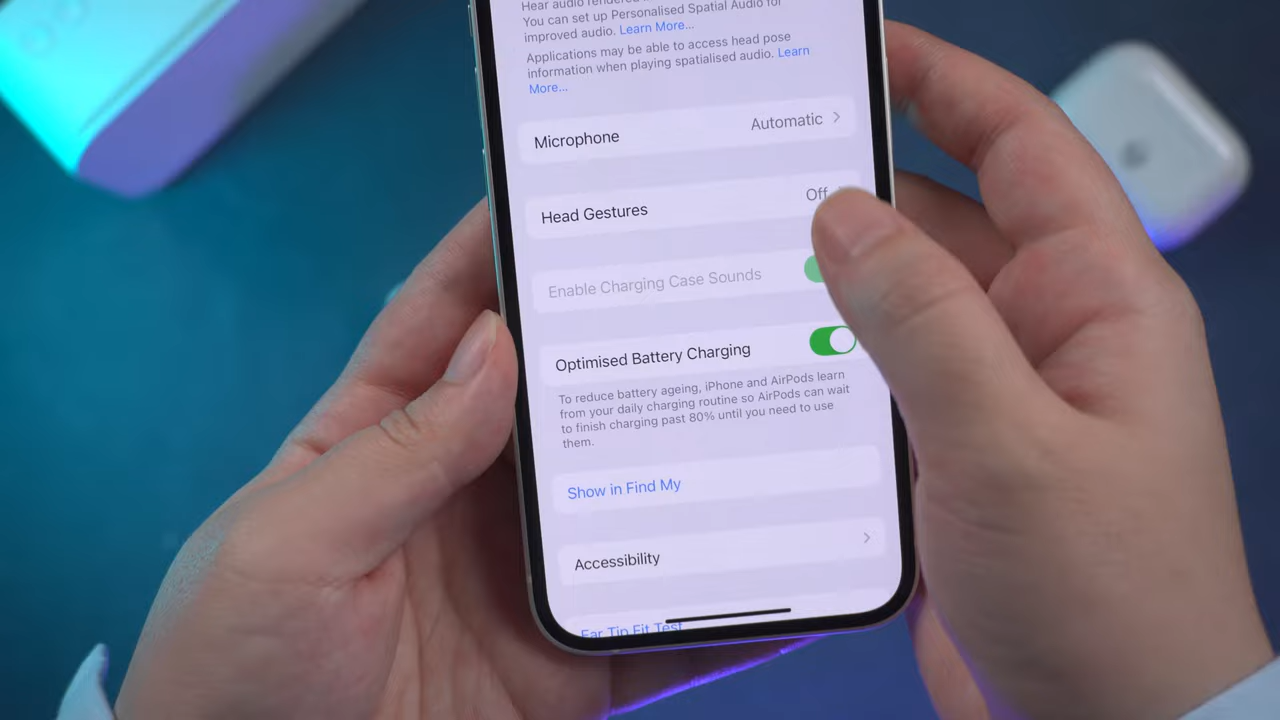 Hear audio rendered
You can set up Personalised Spatial Audio for
improved audio. Learn More...
Applications may be able to access head pose
information when playing spatialised audio. Learn
More...
Microphone Automatic
Head Gestures Off
Enable Charging Case Sounds
Optimised Battery Charging
To reduce battery ageing, iPhone and AirPods learn
from your daily charging routine so AirPods can wait
to finish charging past 80% until you need to use
them.
Show in Find My
Accessibility
Ear Tip Fit Test